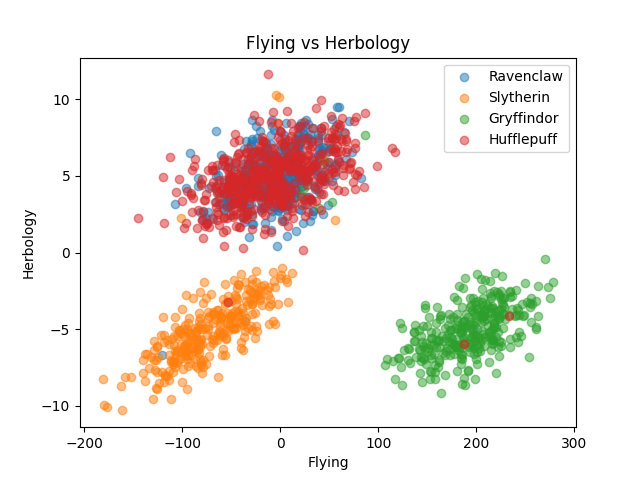 Flying vs Herbology
Ravenclaw
Slytherin
Gryffindor
Hufflepuff
10
5
0
−5
−10
Herbology
−200
−100
0
100
200
300
Flying